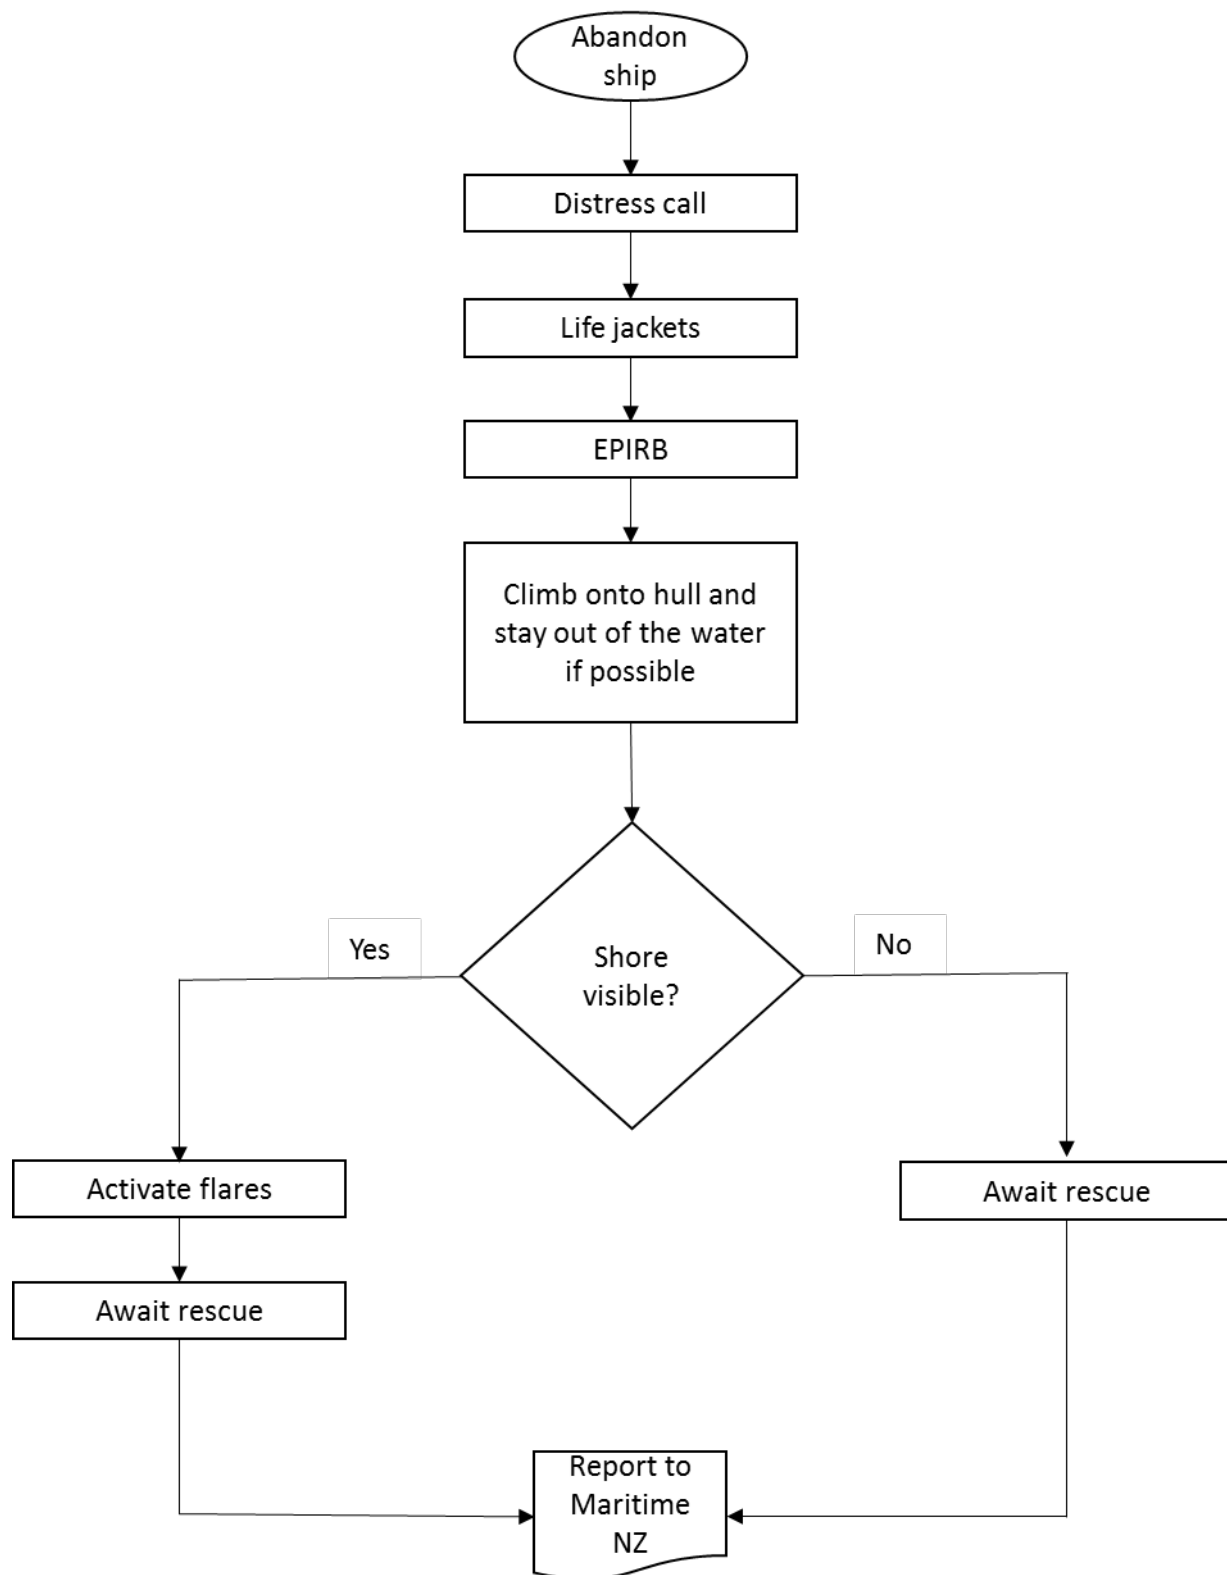 Abandon
ship
Distress call
Life jackets
EPIRB
Climb onto hull and
stay out of the water
if possible
Shore
visible?
Yes
No
Activate flares
Await rescue
Await rescue
Report to
Maritime
NZ